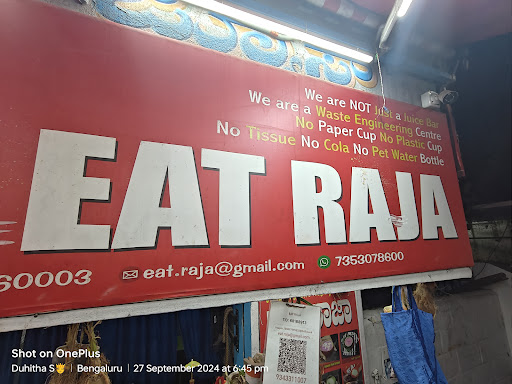 We are NOT Just a Juice Bar
We are a Waste Engineering Centre
No Paper Cup No Plastic Cup
No Tissue No Cola No Pet Water Bottle
EAT RAJA
60003 eat.raja@gmail.com 7353078600
9343311007
Shot on OnePlus
Duhitha S | Bengaluru | 27 September 2024 at 6:45 pm